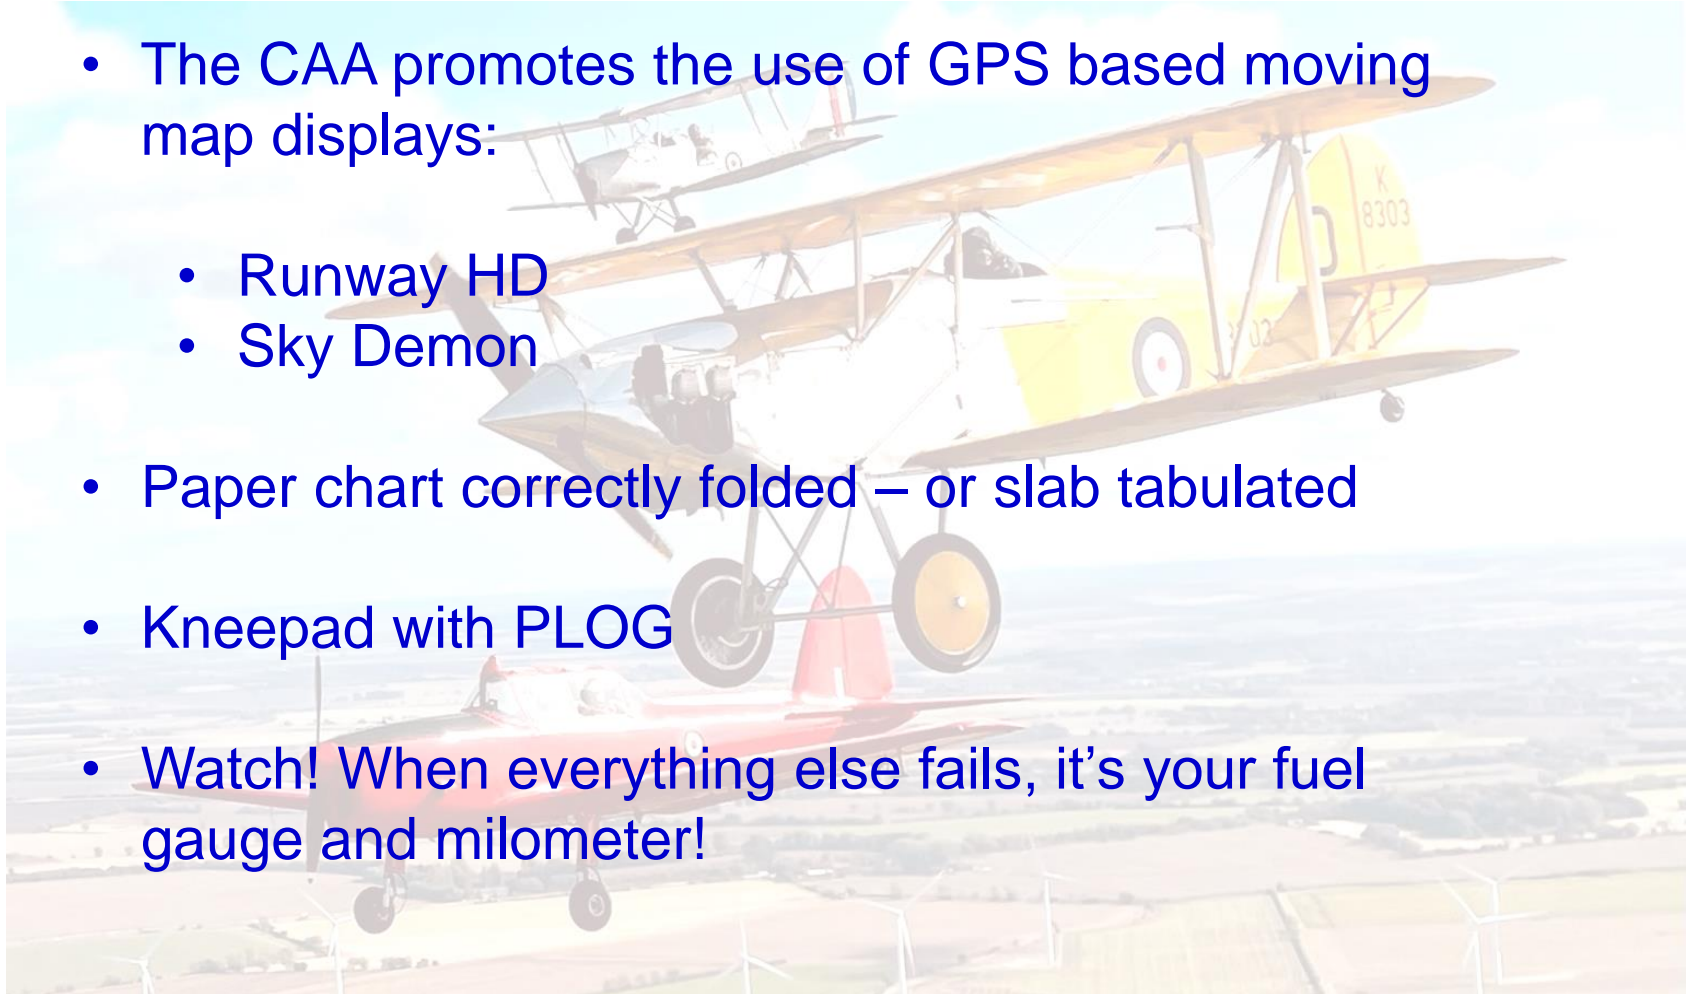 • The CAA promotes the use of GPS based moving
map displays:
• Runway HD
• Sky Demon
• Paper chart correctly folded – or slab tabulated
• Kneepad with PLOG
• Watch! When everything else fails, it’s your fuel
gauge and milometer!
K
8303
D